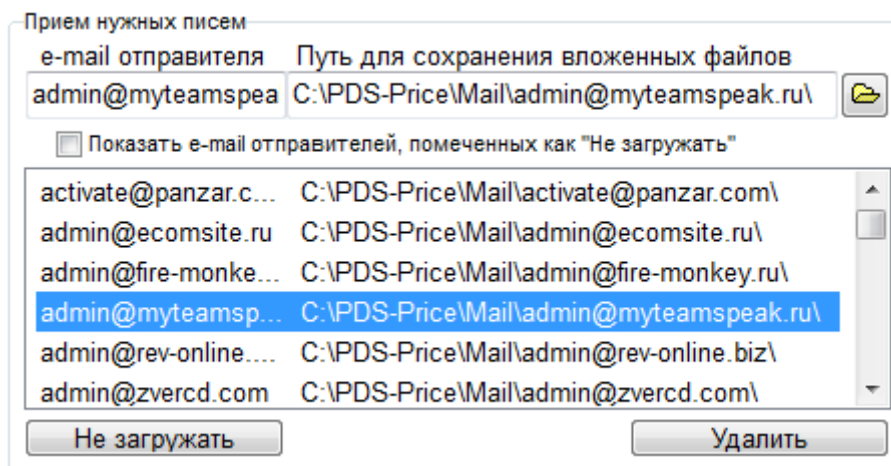 Прием нужных писем
e-mail отправителя Путь для сохранения вложенных файлов
admin@myteamspea C:\PDS-Price\Mail\admin@myteamspeak.ru\
Показать e-mail отправителей, помеченных как "Не загружать"
activate@panzar.c... C:\PDS-Price\Mail\activate@panzar.com\
admin@ecomsite.ru C:\PDS-Price\Mail\admin@ecomsite.ru\
admin@fire-monke... C:\PDS-Price\Mail\admin@fire-monkey.ru\
admin@myteamsp... C:\PDS-Price\Mail\admin@myteamspeak.ru\
admin@rev-online.... C:\PDS-Price\Mail\admin@rev-online.biz\
admin@zvercd.com C:\PDS-Price\Mail\admin@zvercd.com\
Не загружать Удалить